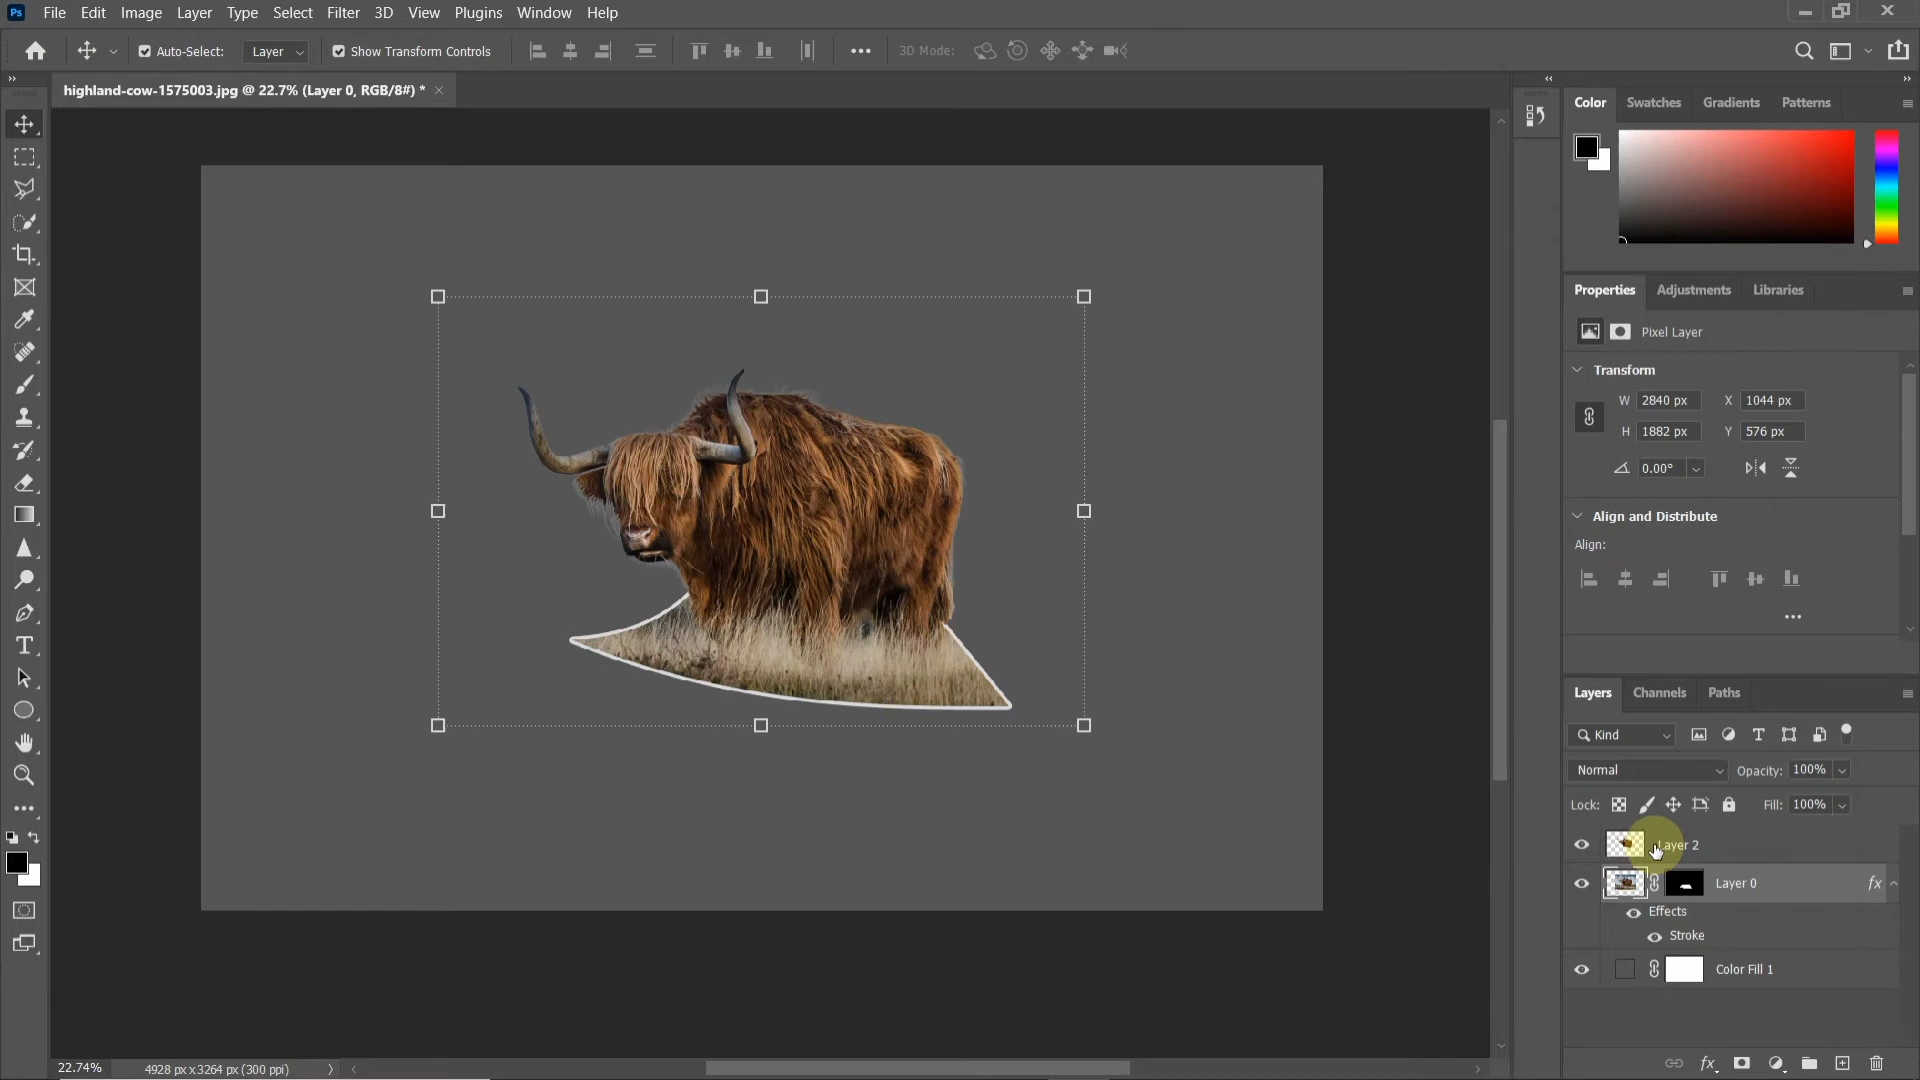 Ps File Edit Image Layer Type Select Filter 3D View Plugins Window Help
Auto-Select: Layer Show Transform Controls 3D Mode:
highland-cow-1575003.jpg @ 22.7% (Layer 0, RGB/8#) *
Color Swatches Gradients Patterns
Properties Adjustments Libraries
Pixel Layer
Transform
W 2840 px X 1044 px
H 1882 px Y 576 px
0.00°
Align and Distribute
Align:
Layers Channels Paths
Kind
Normal Opacity: 100%
Lock: Fill: 100%
Layer 2
Layer 0 fx
Effects
Stroke
Color Fill 1
22.74% 4928 px x 3264 px (300 ppi)
fx